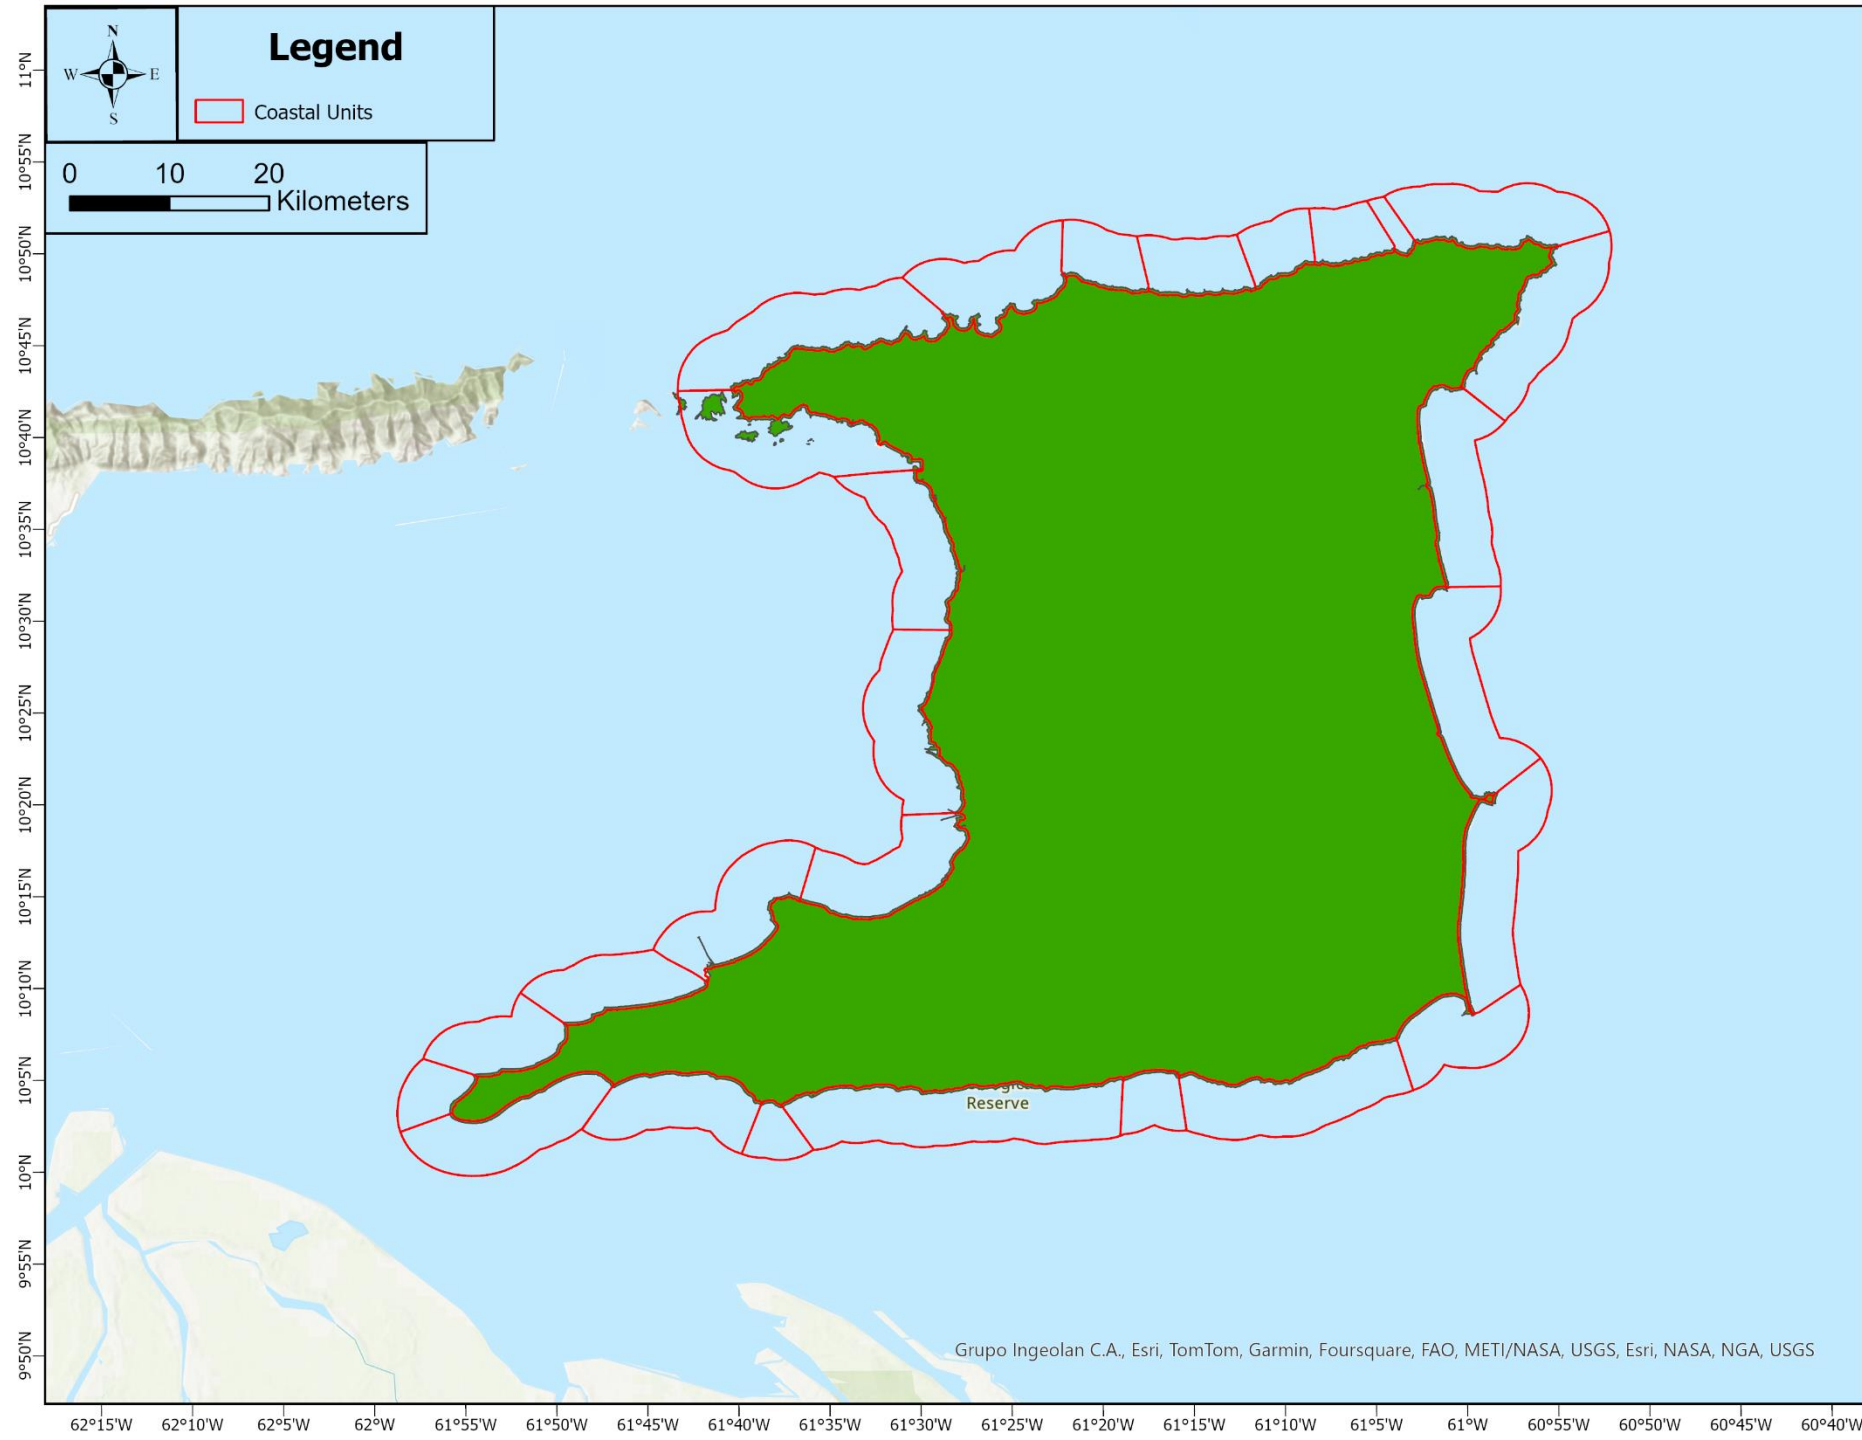 N
W E
S
Legend
Coastal Units
0 10 20
Kilometers
11°N
10°55'N
10°50'N
10°45'N
10°40'N
10°35'N
10°30'N
10°25'N
10°20'N
10°15'N
10°10'N
10°5'N
10°N
9°55'N
9°50'N
Reserve
Grupo Ingeolan C.A., Esri, TomTom, Garmin, Foursquare, FAO, METI/NASA, USGS, Esri, NASA, NGA, USGS
62°15'W 62°10'W 62°5'W 62°W 61°55'W 61°50'W 61°45'W 61°40'W 61°35'W 61°30'W 61°25'W 61°20'W 61°15'W 61°10'W 61°5'W 61°W 60°55'W 60°50'W 60°45'W 60°40'W